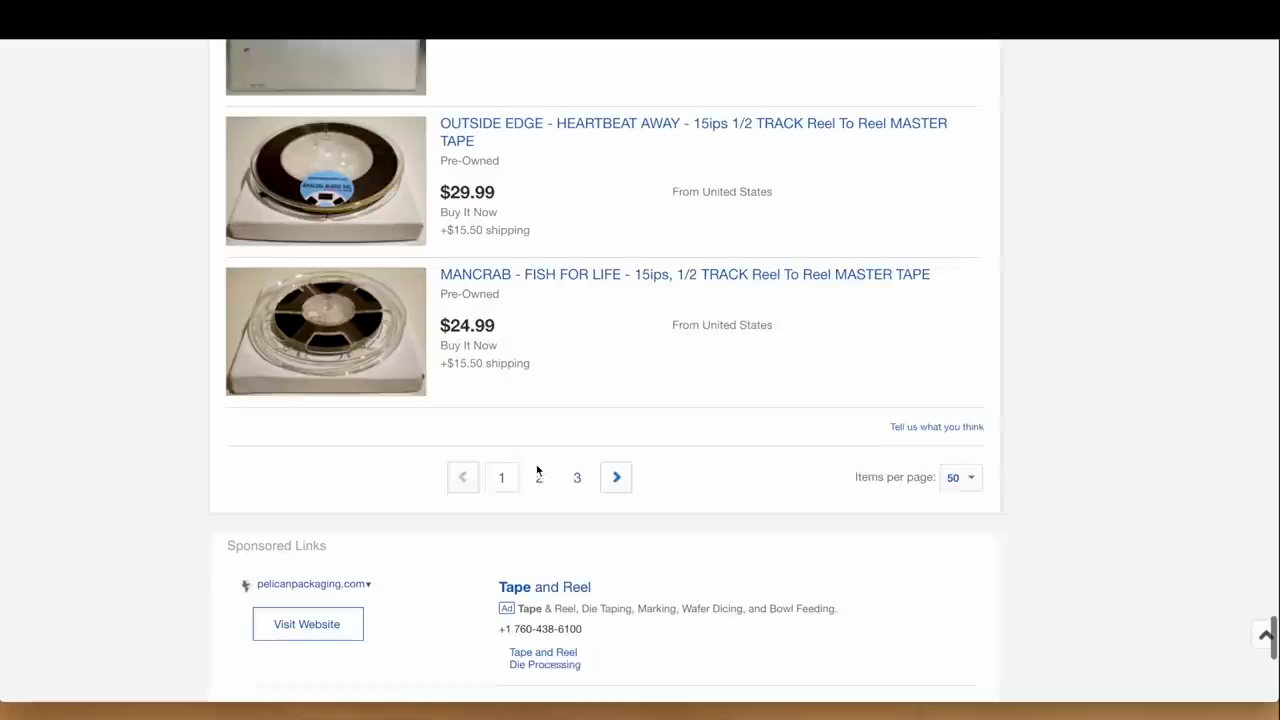 OUTSIDE EDGE - HEARTBEAT AWAY - 15ips 1/2 TRACK Reel To Reel MASTER
TAPE
Pre-Owned
$29.99
From United States
Buy It Now
+$15.50 shipping
MANCRAB - FISH FOR LIFE - 15ips, 1/2 TRACK Reel To Reel MASTER TAPE
Pre-Owned
$24.99
From United States
Buy It Now
+$15.50 shipping
Tell us what you think
1 2 3
Items per page: 50
Sponsored Links
pelicanpackaging.com
Visit Website
Tape and Reel
Ad Tape & Reel, Die Taping, Marking, Wafer Dicing, and Bowl Feeding.
+1 760-438-6100
Tape and Reel
Die Processing